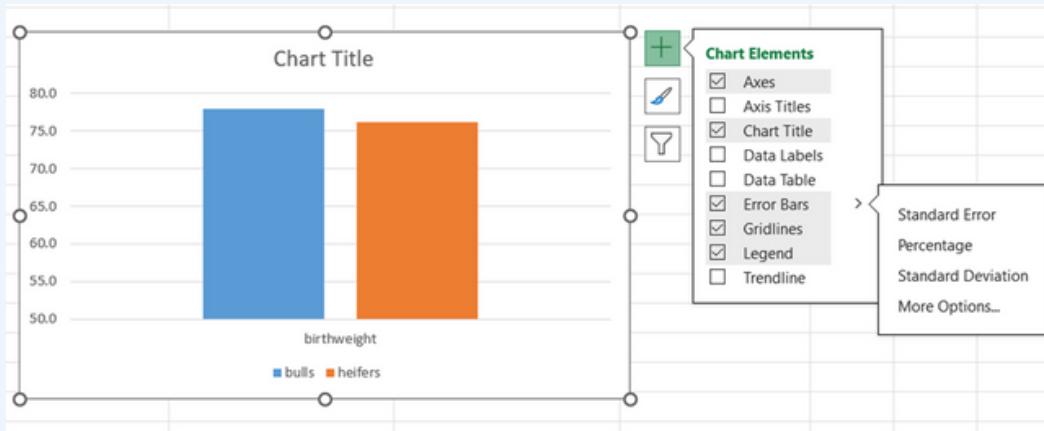 Chart Title
80.0
75.0
70.0
65.0
60.0
55.0
50.0
birthweight
bulls heifers
Chart Elements
Axes
Axis Titles
Chart Title
Data Labels
Data Table
Error Bars
Gridlines
Legend
Trendline
Standard Error
Percentage
Standard Deviation
More Options...